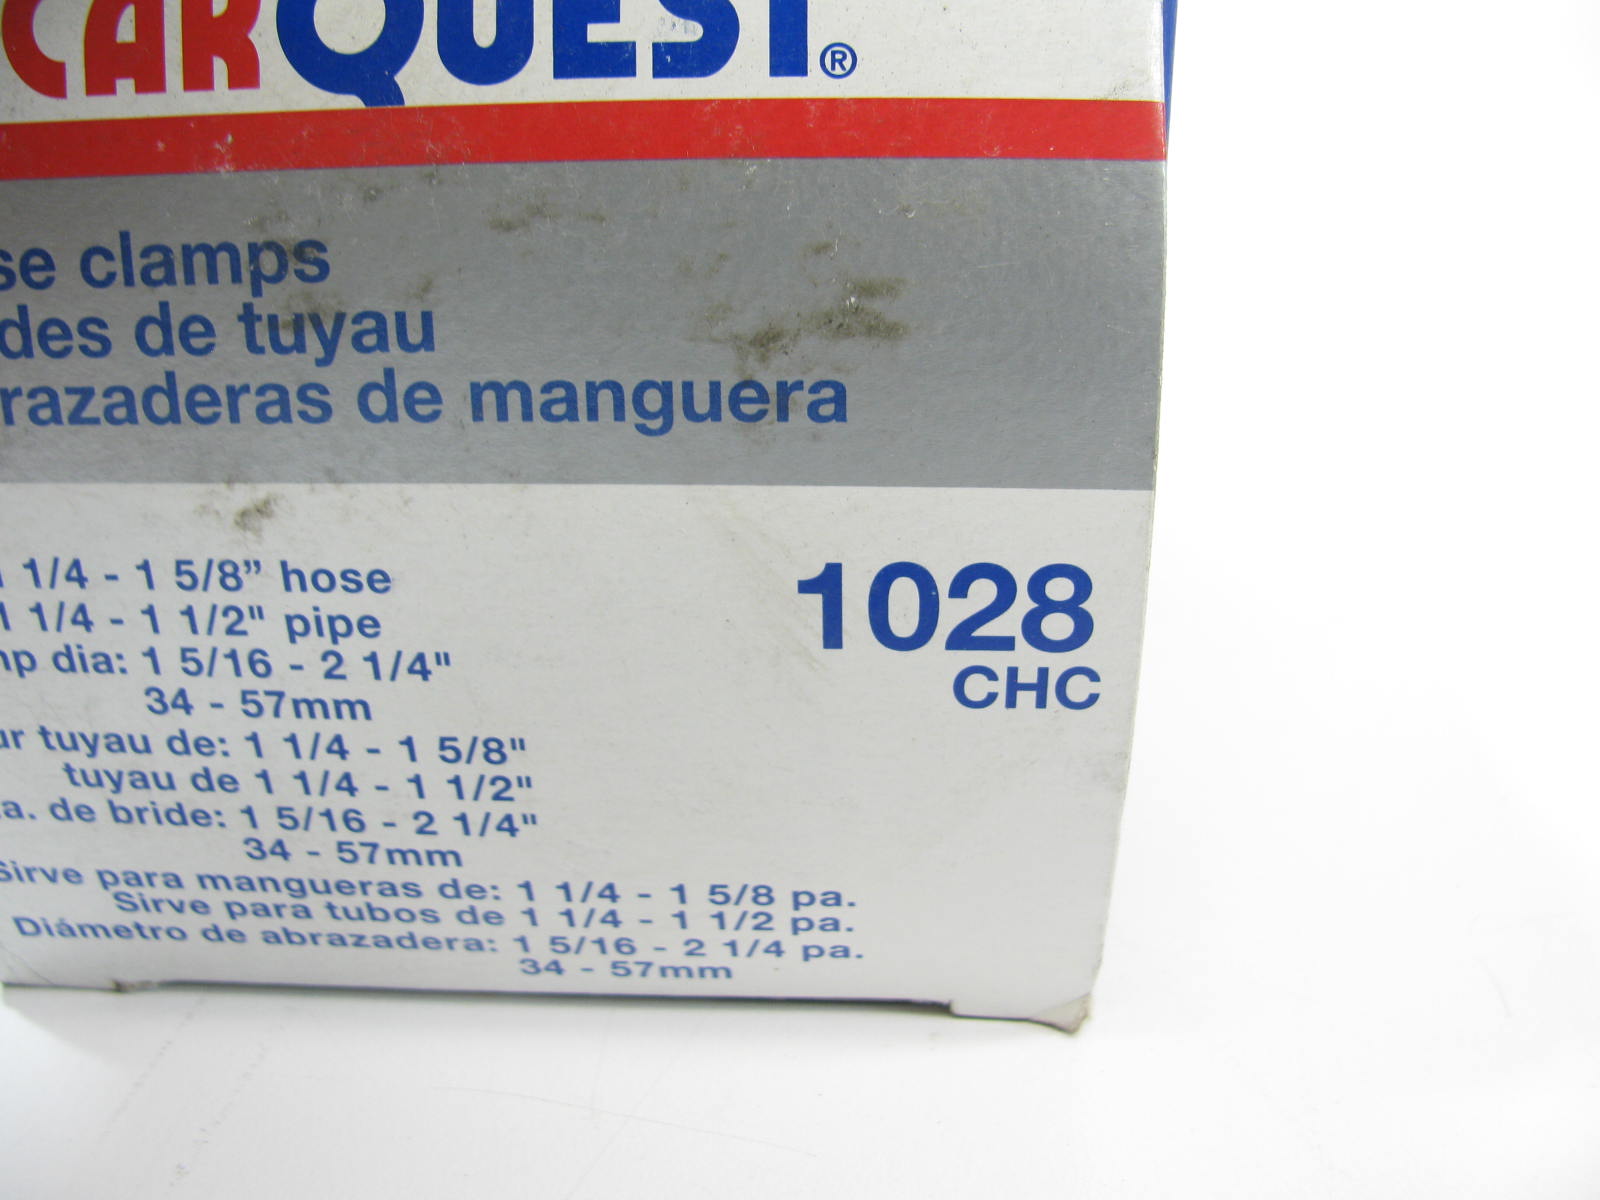 CARQUEST®
se clamps
des de tuyau
razaderas de manguera
1 1/4 - 1 5/8” hose
1 1/4 - 1 1/2" pipe
mp dia: 1 5/16 - 2 1/4"
34 - 57mm
ur tuyau de: 1 1/4 - 1 5/8"
tuyau de 1 1/4 - 1 1/2"
a. de bride: 1 5/16 - 2 1/4"
34 - 57mm
Sirve para mangueras de: 1 1/4 - 1 5/8 pa.
Sirve para tubos de 1 1/4 - 1 1/2 pa.
Diámetro de abrazadera: 1 5/16 - 2 1/4 pa.
34 - 57mm
1028
CHC